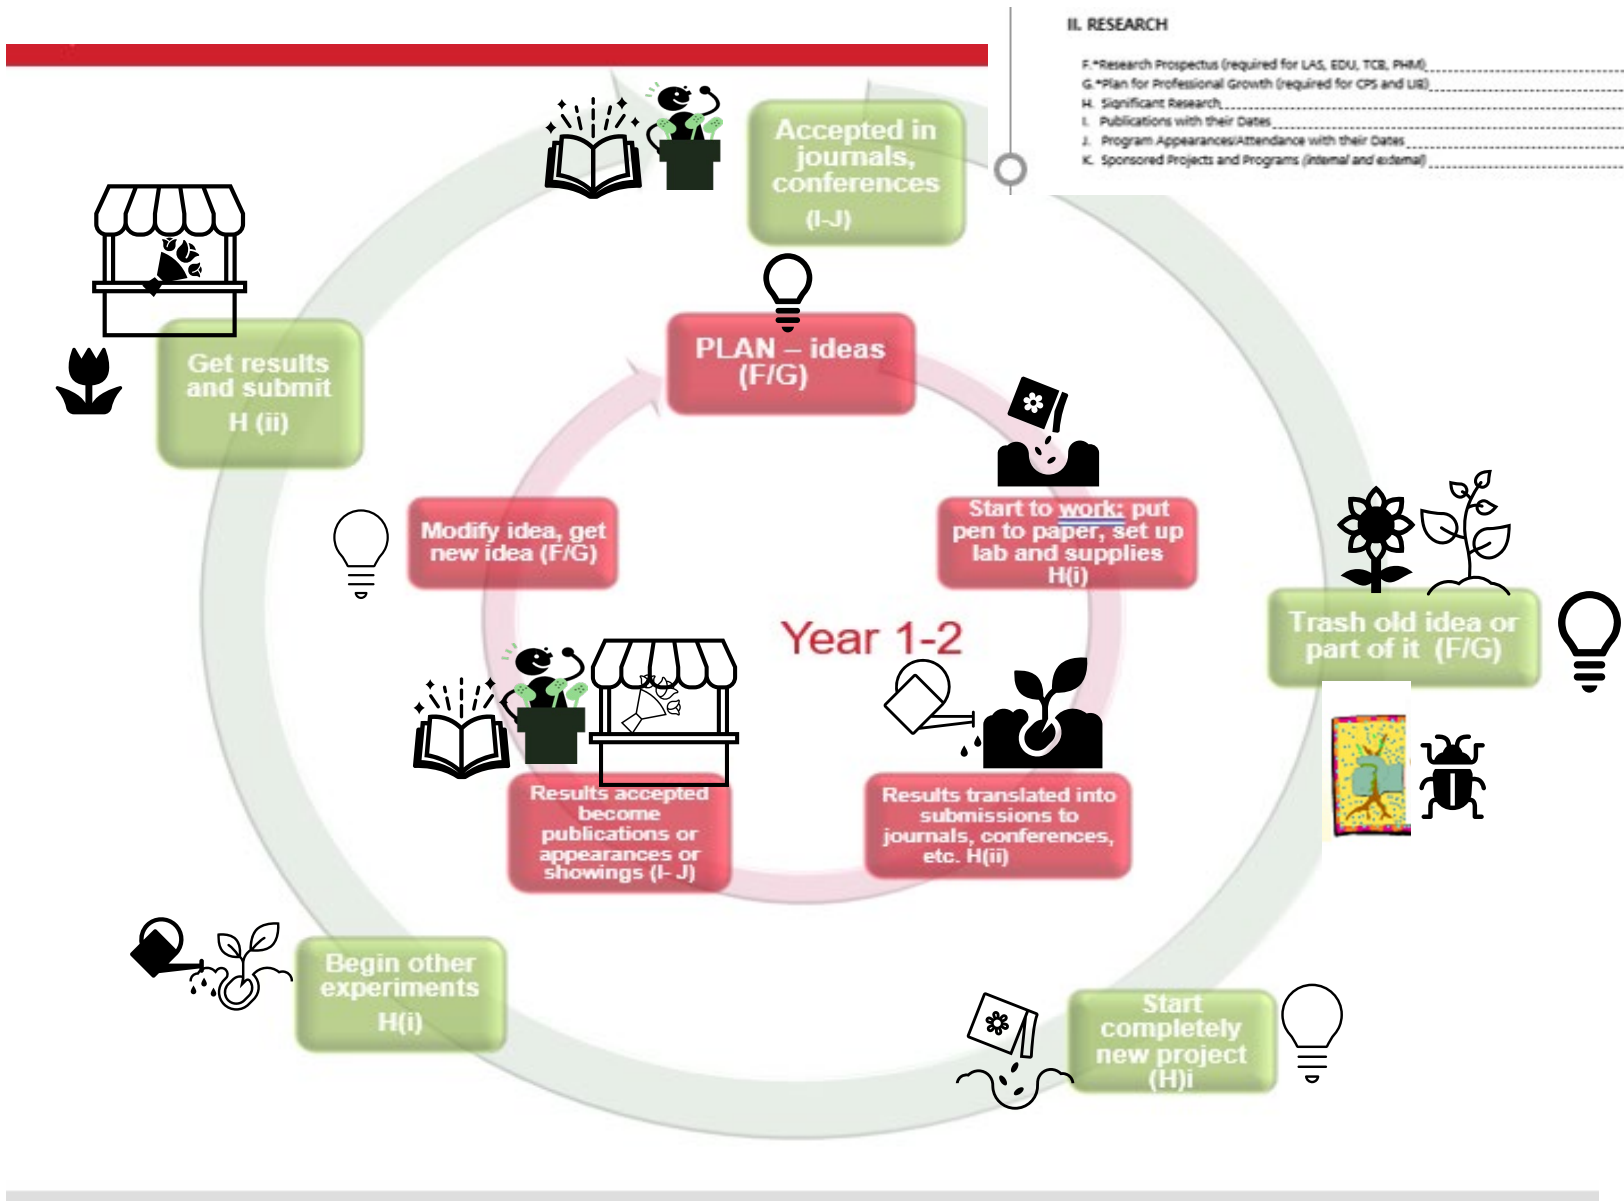 II. RESEARCH
F.*Research Prospectus (required for LAS, EDU, TCB, PHM)
G.*Plan for Professional Growth (required for CPS and LIB)
H. Significant Research
I. Publications with their Dates
J. Program Appearances/Attendance with their Dates
K. Sponsored Projects and Programs (internal and external)
Accepted in
journals,
conferences
(I-J)
PLAN – ideas
(F/G)
Get results
and submit
H (ii)
Modify idea, get
new idea (F/G)
Start to work; put
pen to paper, set up
lab and supplies
H(i)
Year 1-2
Trash old idea or
part of it (F/G)
Results accepted
become
publications or
appearances or
showings (I- J)
Results translated into
submissions to
journals, conferences,
etc. H(ii)
Begin other
experiments
H(i)
Start
completely
new project
(H)i